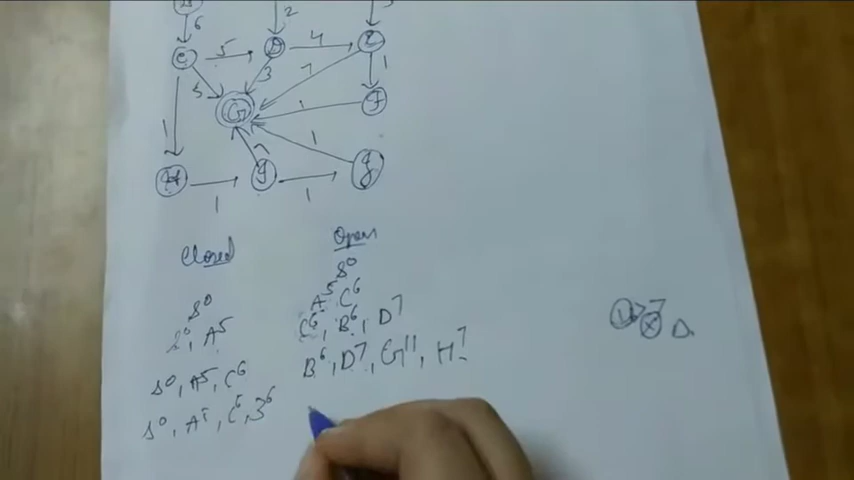 6
2
C
5
D
4
E
5
3
7
1
G
1
F
1
7
1
H
1
g
1
g
Closed
Open
S⁰
S⁰
A⁵ C⁶
S⁰, A⁵
C⁶, B⁶, D⁷
S⁰, A⁵, C⁶
B⁶, D⁷, G¹¹, H⁷
S⁰, A⁵, C⁶, B⁶